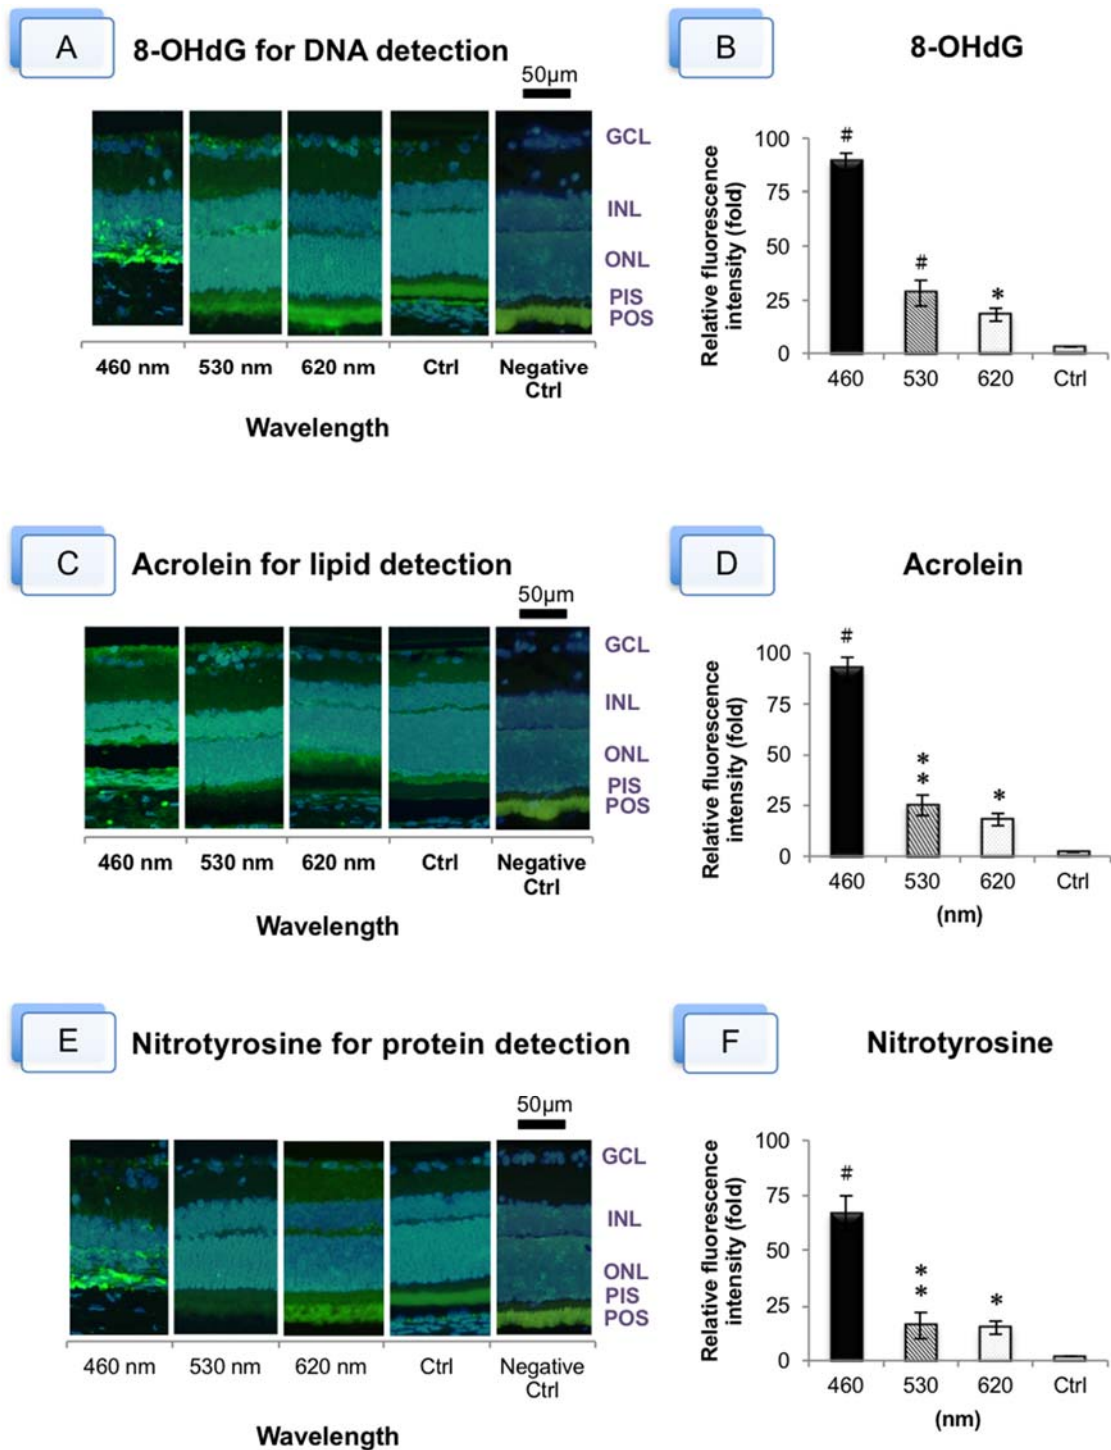 A
8-OHdG for DNA detection
50µm
GCL
INL
ONL
PIS
POS
460 nm
530 nm
620 nm
Ctrl
Negative
Ctrl
Wavelength
B
8-OHdG
Relative fluorescence
intensity (fold)
100
75
50
25
0
#
#
*
460
530
620
Ctrl
C
Acrolein for lipid detection
50µm
GCL
INL
ONL
PIS
POS
460 nm
530 nm
620 nm
Ctrl
Negative
Ctrl
Wavelength
D
Acrolein
Relative fluorescence
intensity (fold)
100
75
50
25
0
#
*
*
*
460
530
620
Ctrl
(nm)
E
Nitrotyrosine for protein detection
50µm
GCL
INL
ONL
PIS
POS
460 nm
530 nm
620 nm
Ctrl
Negative
Ctrl
Wavelength
F
Nitrotyrosine
Relative fluorescence
intensity (fold)
100
75
50
25
0
#
*
*
*
460
530
620
Ctrl
(nm)